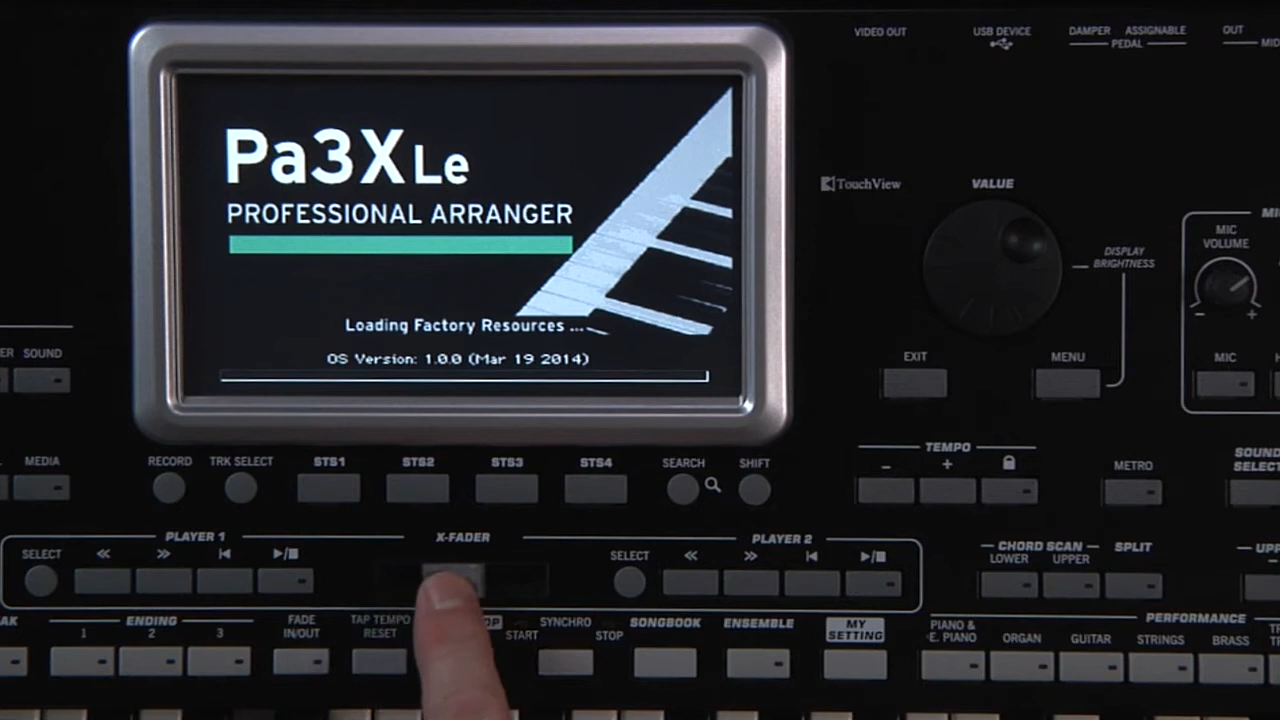 VIDEO OUT
USB DEVICE
DAMPER ASSIGNABLE
PEDAL
OUT
Pa3X Le
PROFESSIONAL ARRANGER
Loading Factory Resources ...
OS Version: 1.0.0 (Mar 19 2014)
TouchView
VALUE
DISPLAY
BRIGHTNESS
MIC
VOLUME
- +
SOUND
EXIT
MENU
MIC
MEDIA
RECORD
TRK SELECT
STS1
STS2
STS3
STS4
SEARCH
SHIFT
TEMPO
- +
METRO
SOUND
SELECT
PLAYER 1
X-FADER
PLAYER 2
SELECT
SELECT
CHORD SCAN
LOWER UPPER
SPLIT
ENDING
1 2 3
FADE
IN/OUT
TAP TEMPO
RESET
START
SYNCHRO
STOP
SONGBOOK
ENSEMBLE
MY
SETTING
PERFORMANCE
PIANO &
E. PIANO
ORGAN
GUITAR
STRINGS
BRASS